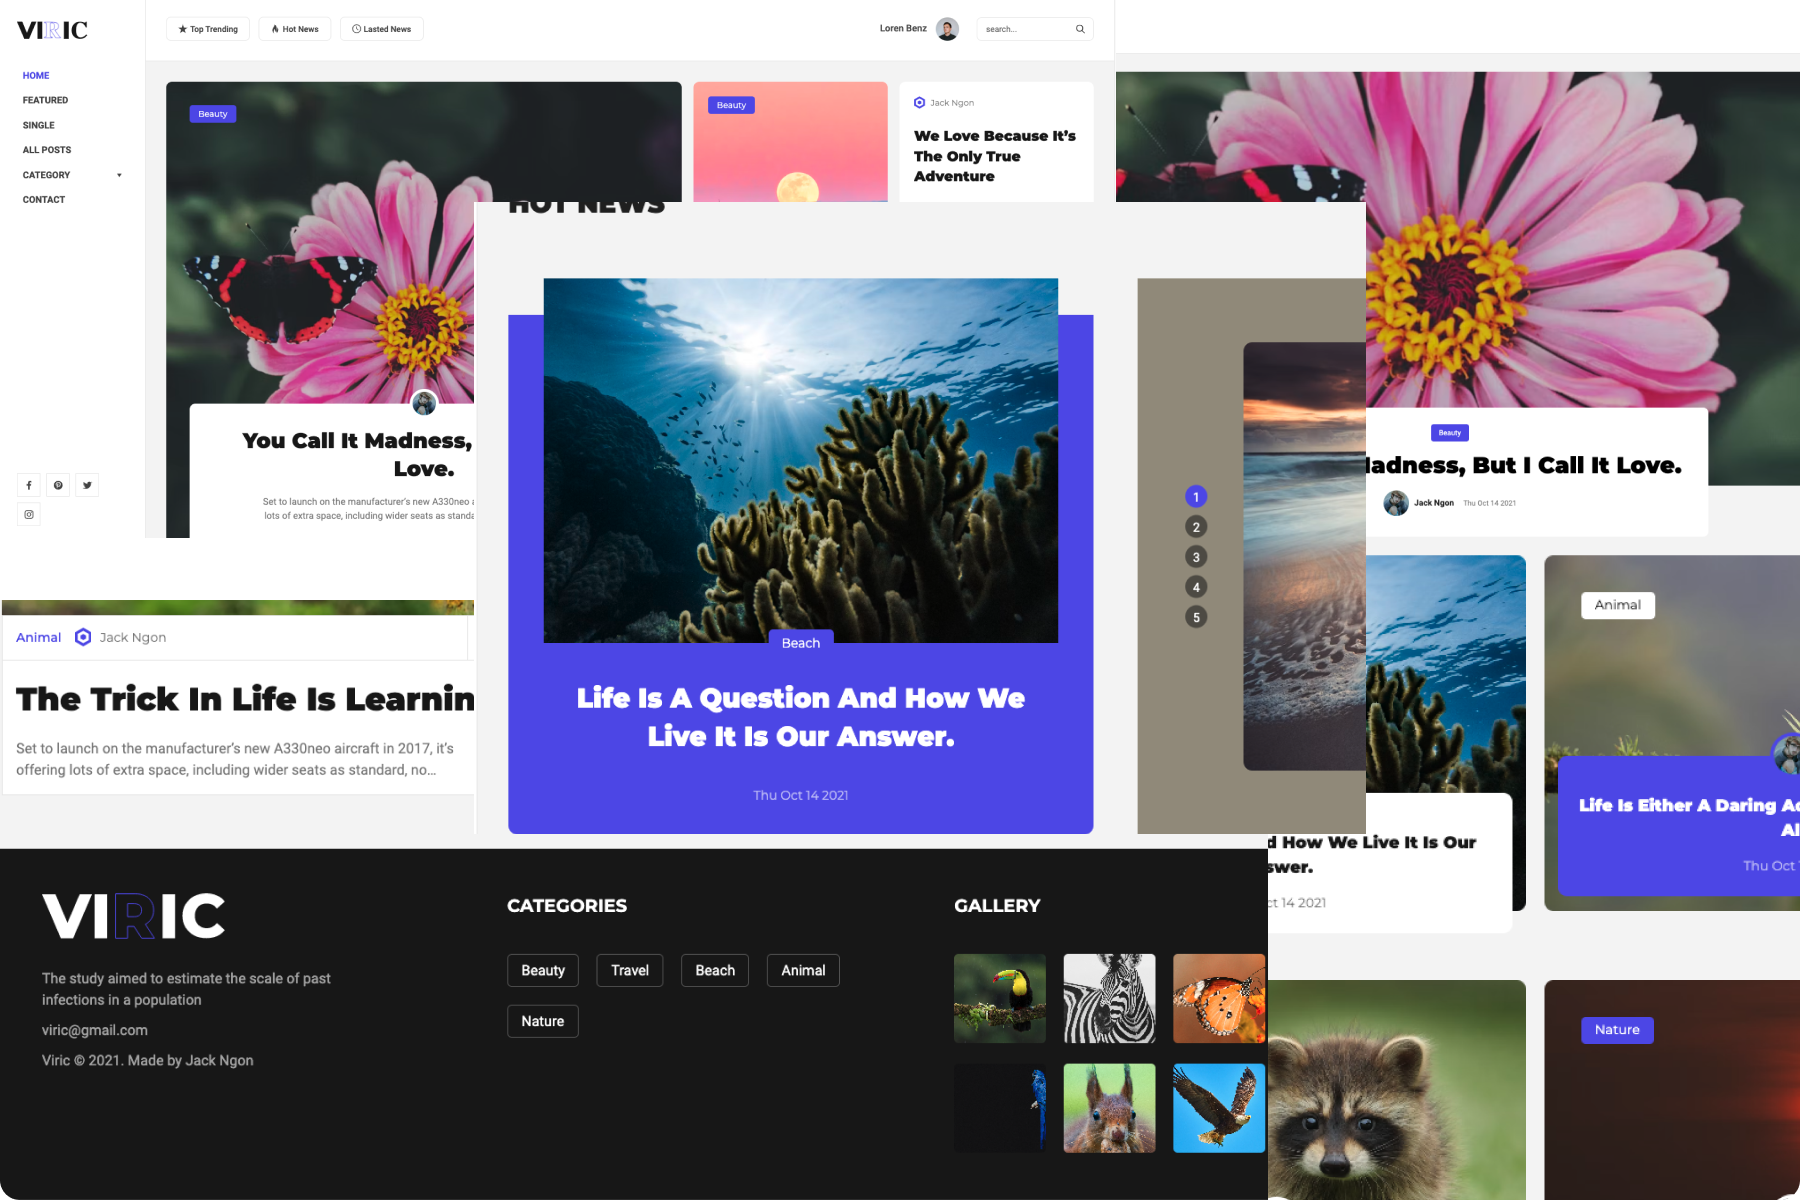 VIRIC
Top Trending
Hot News
Lasted News
Loren Benz
search...
HOME
FEATURED
SINGLE
ALL POSTS
CATEGORY
CONTACT
Beauty
Beauty
Jack Ngon
We Love Because It's
The Only True
Adventure
You Call It Madness,
Love.
Set to launch on the manufacturer's new A330neo
lots of extra space, including wider seats as standa
HOT NEWS
Beach
Life Is A Question And How We
Live It Is Our Answer.
Thu Oct 14 2021
1
2
3
4
5
Beauty
adness, But I Call It Love.
Jack Ngon
Thu Oct 14 2021
Animal
Jack Ngon
The Trick In Life Is Learnin
Set to launch on the manufacturer's new A330neo aircraft in 2017, it's
offering lots of extra space, including wider seats as standard, no...
d How We Live It Is Our
swer.
ct 14 2021
Animal
Life Is Either A Daring Ad
Al
Thu Oct
Nature
VIRIC
The study aimed to estimate the scale of past
infections in a population
viric@gmail.com
Viric © 2021. Made by Jack Ngon
CATEGORIES
Beauty
Travel
Beach
Animal
Nature
GALLERY